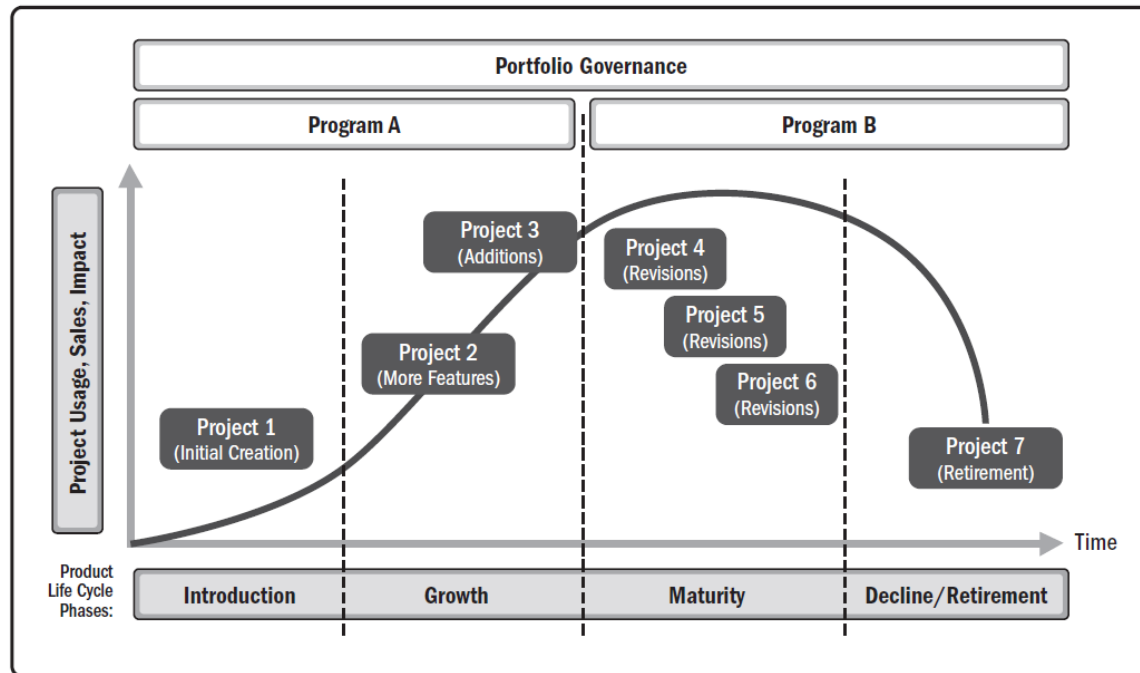 Portfolio Governance
Program A
Program B
Project Usage, Sales, Impact
Project 3
(Additions)
Project 4
(Revisions)
Project 5
(Revisions)
Project 2
(More Features)
Project 6
(Revisions)
Project 1
(Initial Creation)
Project 7
(Retirement)
Time
Product
Life Cycle
Phases:
Introduction
Growth
Maturity
Decline/Retirement